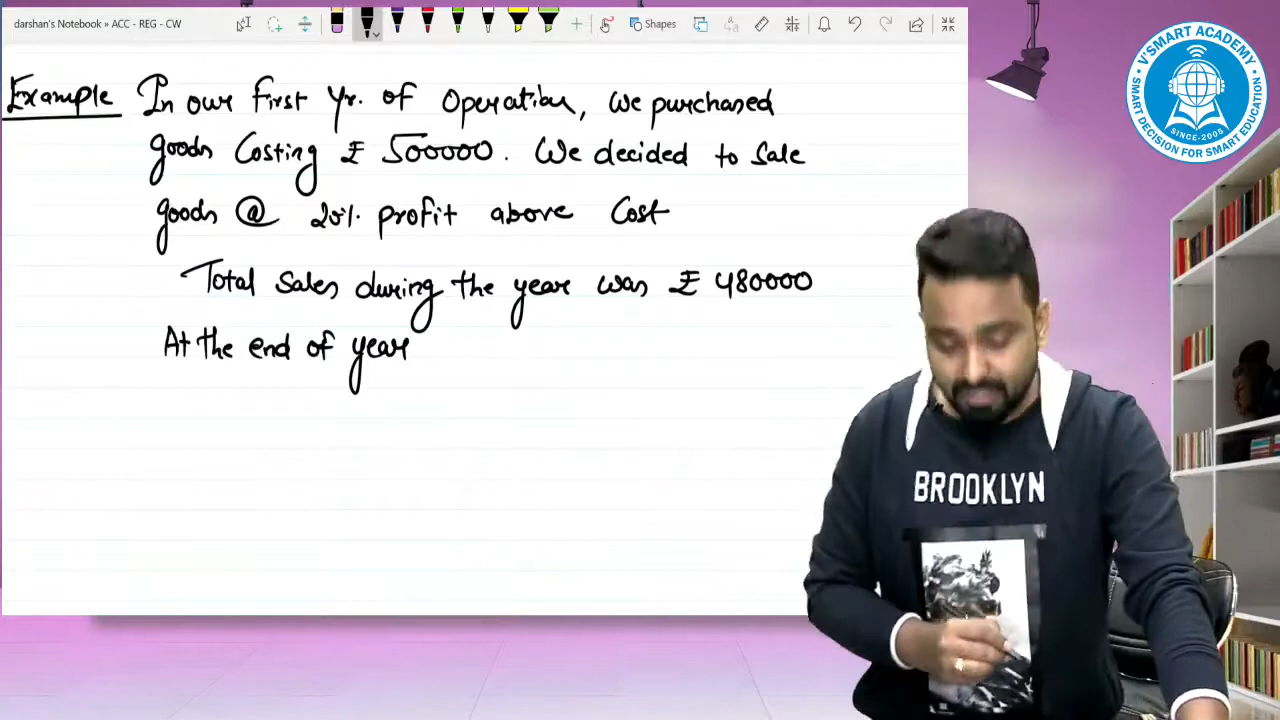 darshan's Notebook » ACC - REG - CW
Shapes
Example In our first Yr. of Operation, we purchased
goods Costing ₹ 500000. We decided to Sale
goods @ 20%. profit above Cost
Total Sales during the year was ₹ 480000
At the end of year
V'SMART ACADEMY
SINCE-2005
SMART DECISION FOR SMART EDUCATION
BROOKLYN